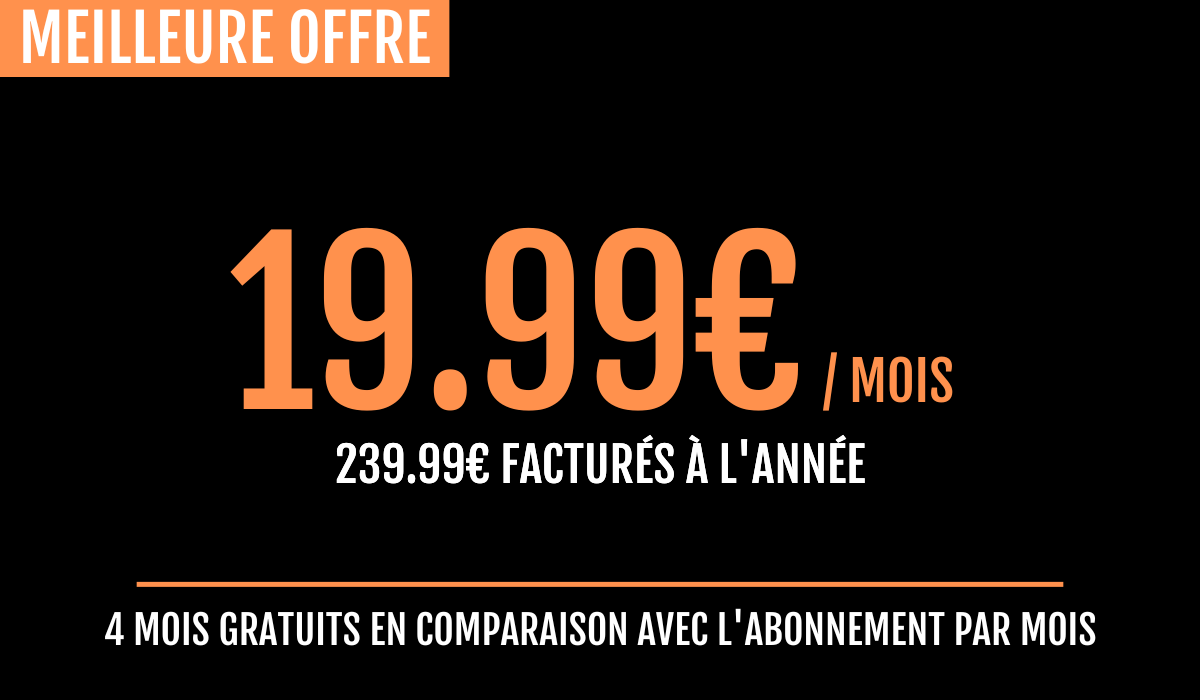 MEILLEURE OFFRE
19.99€ / MOIS
239.99€ FACTURÉS À L'ANNÉE
4 MOIS GRATUITS EN COMPARAISON AVEC L'ABONNEMENT PAR MOIS